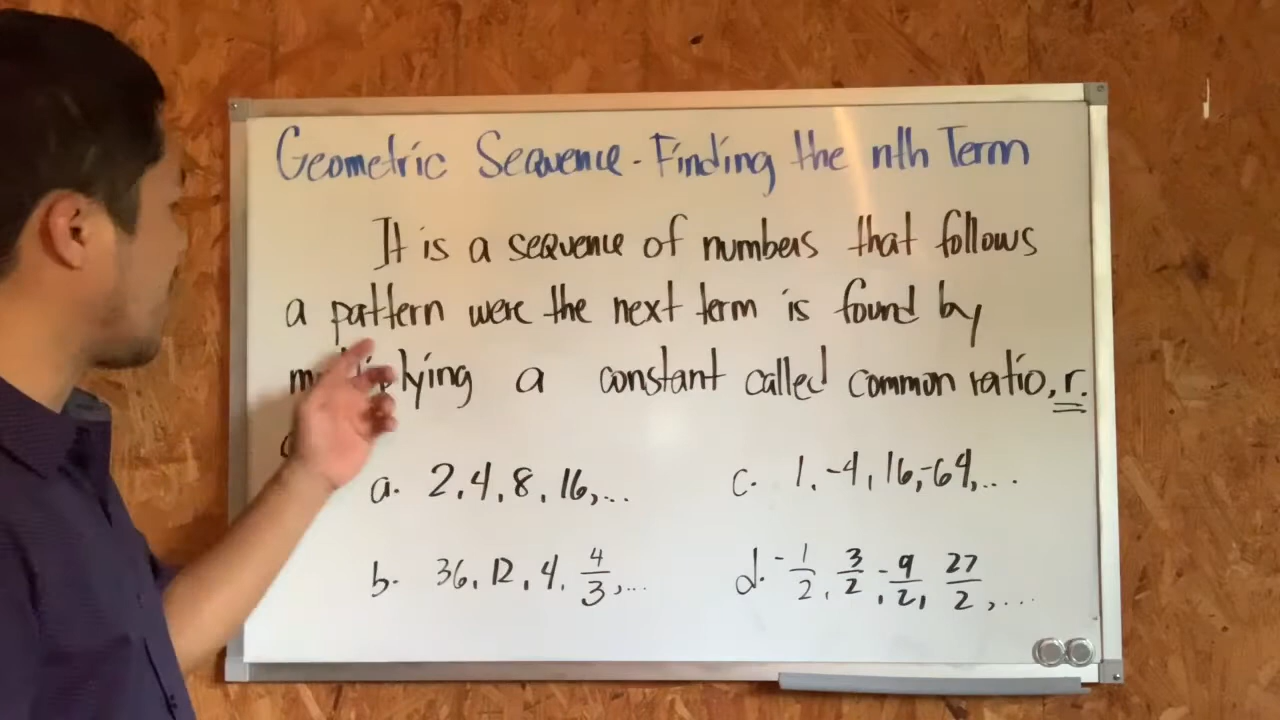 Geometric Sequence - Finding the nth Term
It is a sequence of numbers that follows
a pattern were the next term is found by
a constant called common ratio, r.
a. 2, 4, 8, 16, ... c. 1, -4, 16, -64, ...
b. 36, 12, 4, 4/3, ... d. -1/2, 3/2, -9/2, 27/2, ...